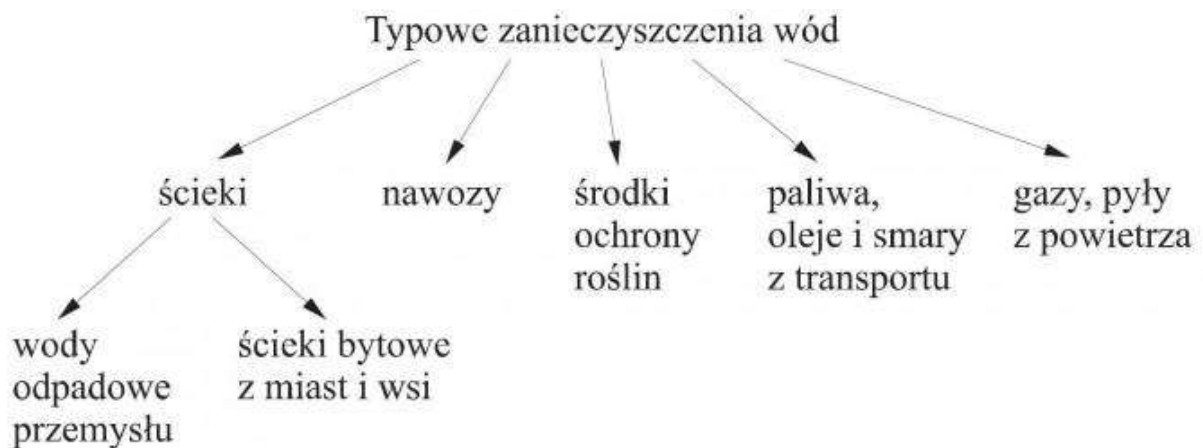 Typowe zanieczyszczenia wód
ścieki
nawozy
środki
ochrony
roślin
paliwa,
oleje i smary
z transportu
gazy, pyły
z powietrza
wody
odpadowe
przemysłu
ścieki bytowe
z miast i wsi